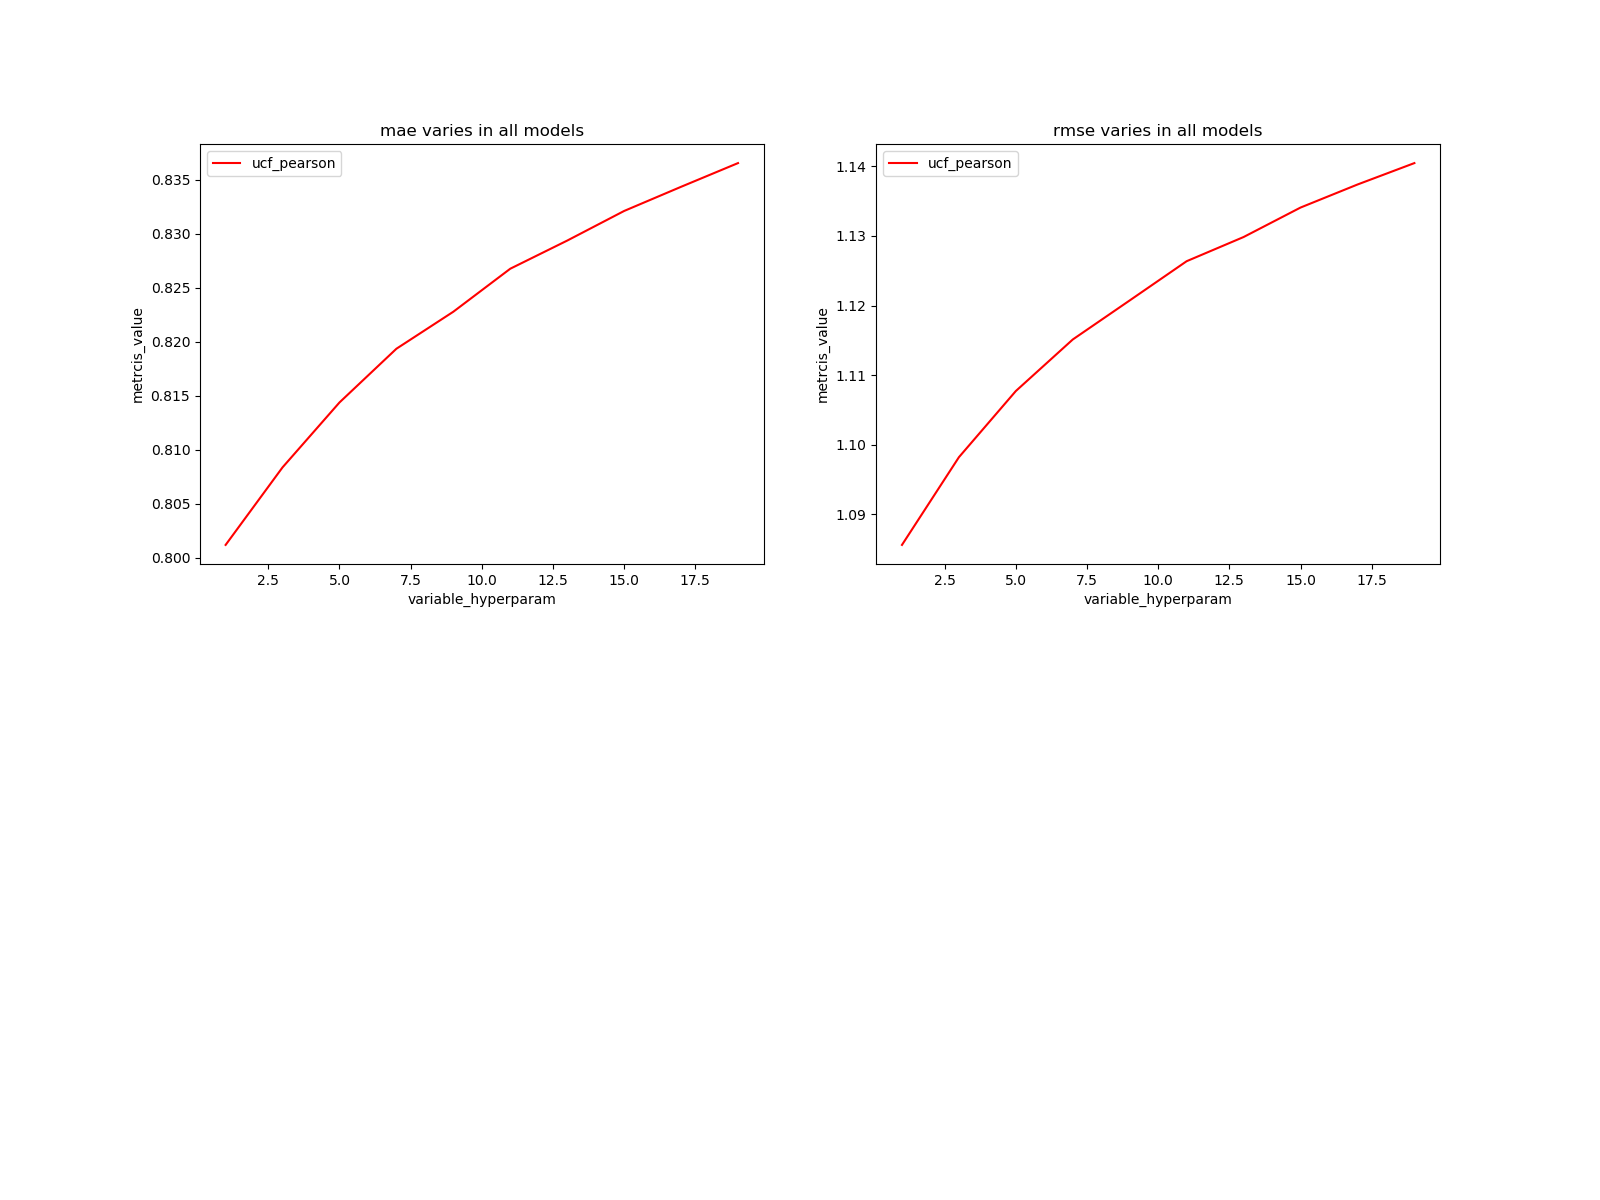 mae varies in all models
ucf_pearson
0.835
0.830
0.825
0.820
0.815
0.810
0.805
0.800
metrcis_value
2.5 5.0 7.5 10.0 12.5 15.0 17.5
variable_hyperparam
rmse varies in all models
ucf_pearson
1.14
1.13
1.12
1.11
1.10
1.09
metrcis_value
2.5 5.0 7.5 10.0 12.5 15.0 17.5
variable_hyperparam